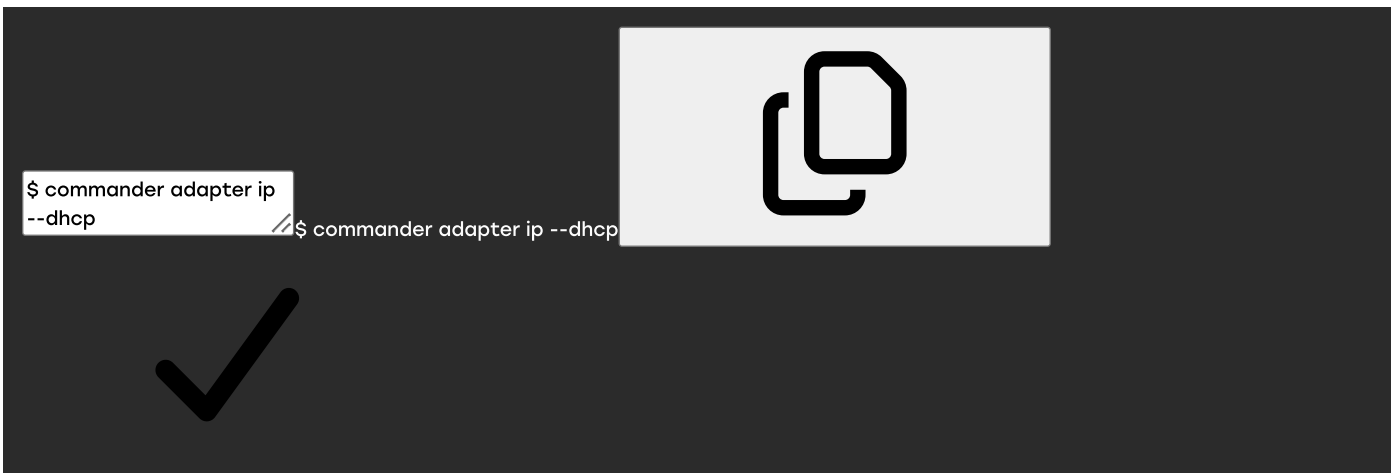 $ commander adapter ip
--dhcp
$ commander adapter ip --dhcp